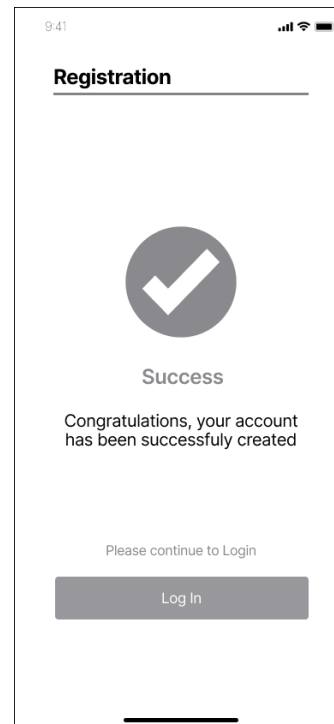 9:41
Registration
Success
Congratulations, your account
has been successfuly created
Please continue to Login
Log In